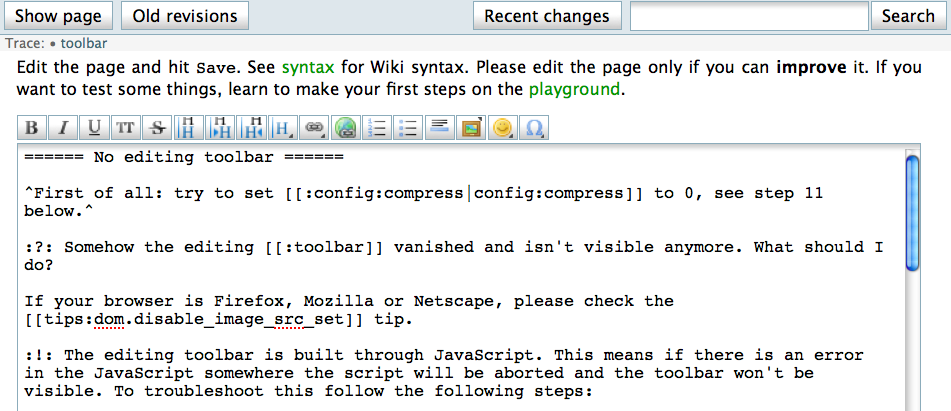 Show page Old revisions Recent changes Search
Trace: • toolbar
Edit the page and hit Save. See syntax for Wiki syntax. Please edit the page only if you can improve it. If you
want to test some things, learn to make your first steps on the playground.
B I U TT S H H H H Ω
====== No editing toolbar ======
^First of all: try to set [[:config:compress|config:compress]] to 0, see step 11
below.^
:?: Somehow the editing [[:toolbar]] vanished and isn't visible anymore. What should I
do?
If your browser is Firefox, Mozilla or Netscape, please check the
[[tips:dom.disable_image_src_set]] tip.
:!: The editing toolbar is built through JavaScript. This means if there is an error
in the JavaScript somewhere the script will be aborted and the toolbar won't be
visible. To troubleshoot this follow the following steps: